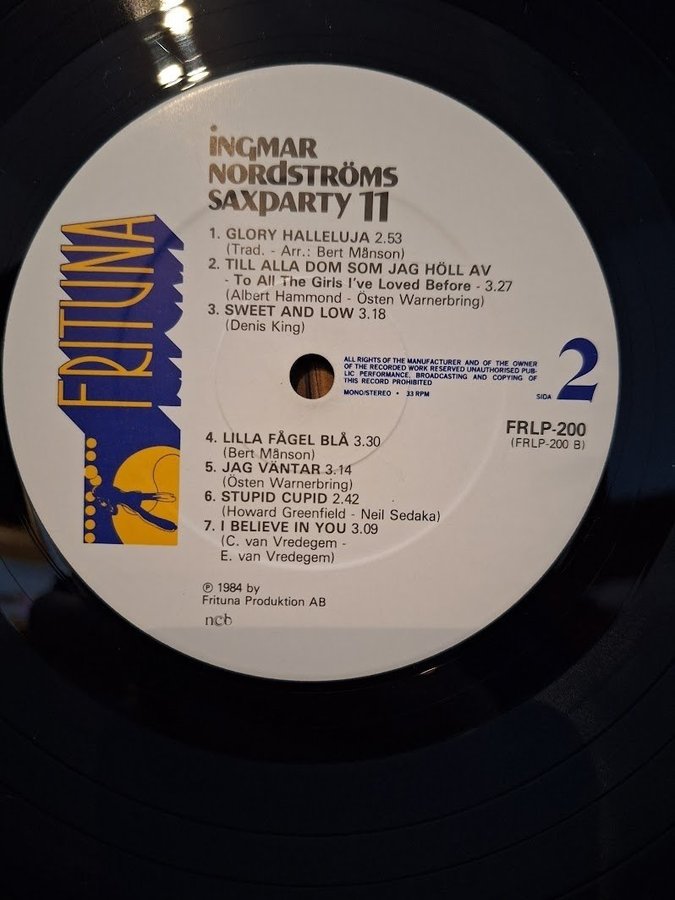 INGMAR
NORDSTRÖMS
SAXPARTY 11
FRITUNA
1. GLORY HALLELUJA 2.53
(Trad. - Arr.: Bert Månson)
2. TILL ALLA DOM SOM JAG HÖLL AV
- To All The Girls I've Loved Before - 3.27
(Albert Hammond - Östen Warnerbring)
3. SWEET AND LOW 3.18
(Denis King)
ALL RIGHTS OF THE MANUFACTURER AND OF THE OWNER
OF THE RECORDED WORK RESERVED UNAUTHORISED PUB-
LIC PERFORMANCE, BROADCASTING AND COPYING OF
THIS RECORD PROHIBITED
MONO/STEREO • 33 RPM
SIDA 2
FRLP-200
(FRLP-200 B)
4. LILLA FÅGEL BLÅ 3.30
(Bert Månson)
5. JAG VÄNTAR 3.14
(Östen Warnerbring)
6. STUPID CUPID 2.42
(Howard Greenfield - Neil Sedaka)
7. I BELIEVE IN YOU 3.09
(C. van Vredegem -
E. van Vredegem)
℗ 1984 by
Frituna Produktion AB
ncb